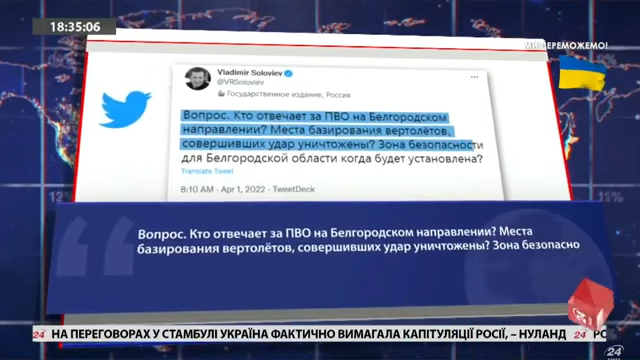 18:35:06
МИ ПЕРЕМОЖЕМО!
Vladimir Soloviev
@VRSoloviev
Государственное издание, Россия
Вопрос. Кто отвечает за ПВО на Белгородском
направлении? Места базирования вертолётов,
совершивших удар уничтожены? Зона безопасности
для Белгородской области когда будет установлена?
Translate Tweet
8:10 AM · Apr 1, 2022 · TweetDeck
Вопрос. Кто отвечает за ПВО на Белгородском направлении? Места
базирования вертолётов, совершивших удар уничтожены? Зона безопасно
24 НА ПЕРЕГОВОРАХ У СТАМБУЛІ УКРАЇНА ФАКТИЧНО ВИМАГАЛА КАПІТУЛЯЦІЇ РОСІЇ, – НУЛАНД 24 РО
24